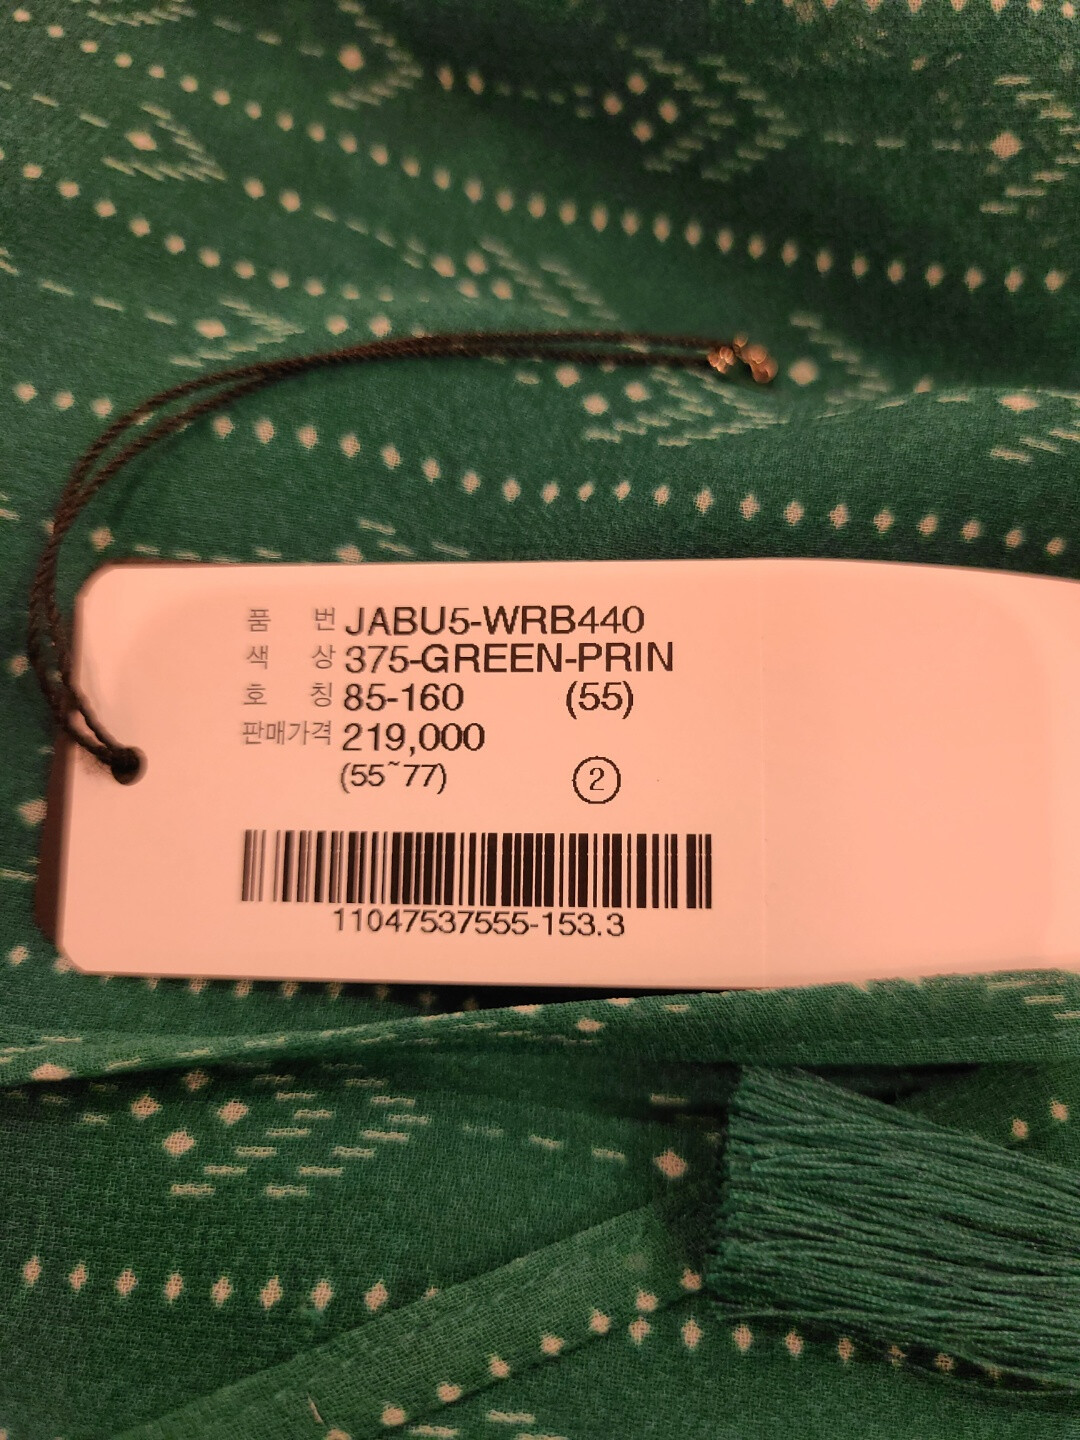 품 번 JABU5-WRB440
색 상 375-GREEN-PRIN
호 칭 85-160 (55)
판매가격 219,000
(55~77) ②
11047537555-153.3